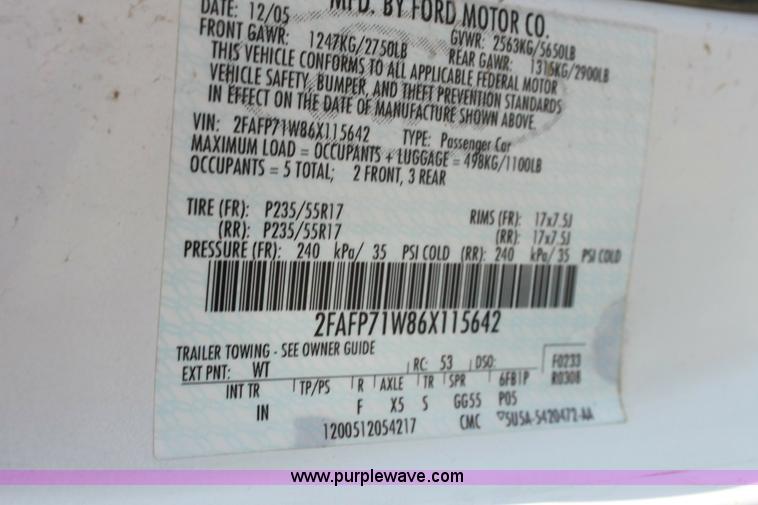 DATE: 12/05 MFD. BY FORD MOTOR CO.
FRONT GAWR: 1247KG/2750LB GVWR: 2563KG/5650LB
REAR GAWR: 1315KG/2900LB
THIS VEHICLE CONFORMS TO ALL APPLICABLE FEDERAL MOTOR
VEHICLE SAFETY, BUMPER, AND THEFT PREVENTION STANDARDS
IN EFFECT ON THE DATE OF MANUFACTURE SHOWN ABOVE.
VIN: 2FAFP71W86X115642 TYPE: Passenger Car
MAXIMUM LOAD = OCCUPANTS + LUGGAGE = 498KG/1100LB
OCCUPANTS = 5 TOTAL; 2 FRONT, 3 REAR
TIRE (FR): P235/55R17 RIMS (FR): 17x7.5J
(RR): P235/55R17 (RR): 17x7.5J
PRESSURE (FR): 240 kPa/ 35 PSI COLD (RR): 240 kPa/ 35 PSI COLD
2FAFP71W86X115642
TRAILER TOWING - SEE OWNER GUIDE
EXT PNT: WT RC: 53 DSO: F0233
R0308
INT TR TP/PS R AXLE TR SPR 6FB1P
IN F X5 S GG55 P05
1200512054217 CMC 5U5A-5420472-AA
www.purplewave.com